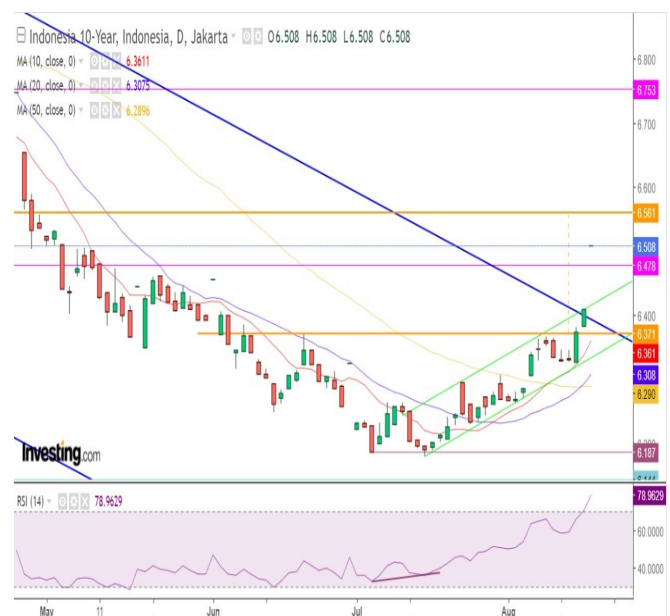 Indonesia 10-Year, Indonesia, D, Jakarta O6.508 H6.508 L6.508 C6.508
MA (10, close, 0) 6.3611
MA (20, close, 0) 6.3075
MA (50, close, 0) 6.2896
6.800
6.753
6.700
6.600
6.561
6.508
6.478
6.400
6.371
6.361
6.308
6.290
6.187
Investing.com
RSI (14) 78.9629
78.9629
60.0000
40.0000
May 11 Jun Jul Aug